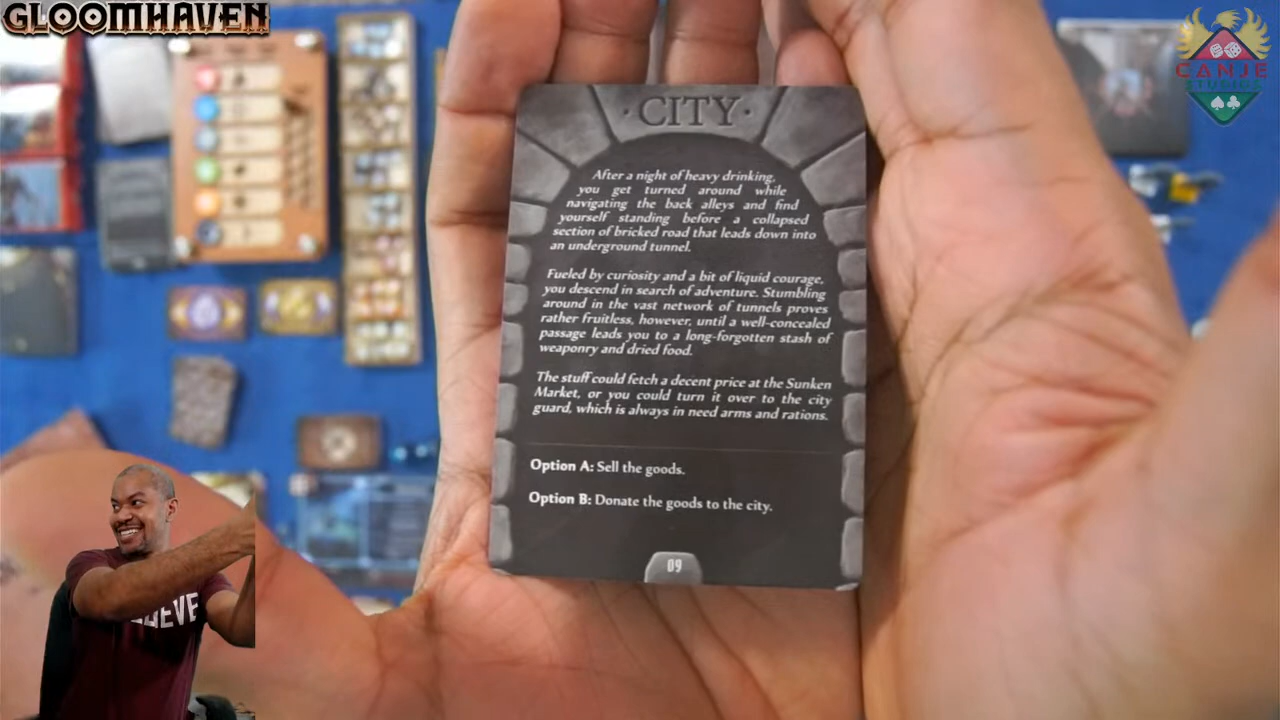 GLOOMHAVEN
CANJE
STUDIOS
·CITY·
After a night of heavy drinking,
you get turned around while
navigating the back alleys and find
yourself standing before a collapsed
section of bricked road that leads down into
an underground tunnel.
Fueled by curiosity and a bit of liquid courage,
you descend in search of adventure. Stumbling
around in the vast network of tunnels proves
rather fruitless, however, until a well-concealed
passage leads you to a long-forgotten stash of
weaponry and dried food.
The stuff could fetch a decent price at the Sunken
Market, or you could turn it over to the city
guard, which is always in need arms and rations.
Option A: Sell the goods.
Option B: Donate the goods to the city.
09